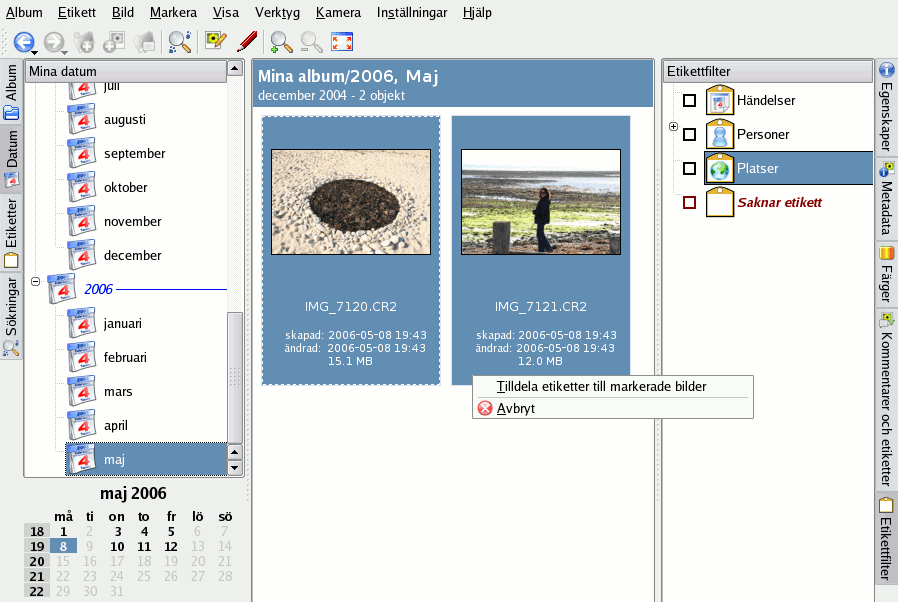 Album Etikett Bild Markera Visa Verktyg Kamera Inställningar Hjälp
Album
Datum
Etiketter
Sökningar
Mina datum
juli
augusti
september
oktober
november
december
2006
januari
februari
mars
april
maj
maj 2006
må ti on to fr lö sö
18 1 2 3 4 5 6 7
19 8 9 10 11 12 13 14
20 15 16 17 18 19 20 21
21 22 23 24 25 26 27 28
22 29 30 31
Mina album/2006, Maj
december 2004 - 2 objekt
IMG_7120.CR2
skapad: 2006-05-08 19:43
ändrad: 2006-05-08 19:43
15.1 MB
IMG_7121.CR2
skapad: 2006-05-08 19:43
ändrad: 2006-05-08 19:43
12.0 MB
Tilldela etiketter till markerade bilder
Avbryt
Etikettfilter
Händelser
Personer
Platser
Saknar etikett
Egenskaper
Metadata
Färger
Kommentarer och etiketter
Etikettfilter